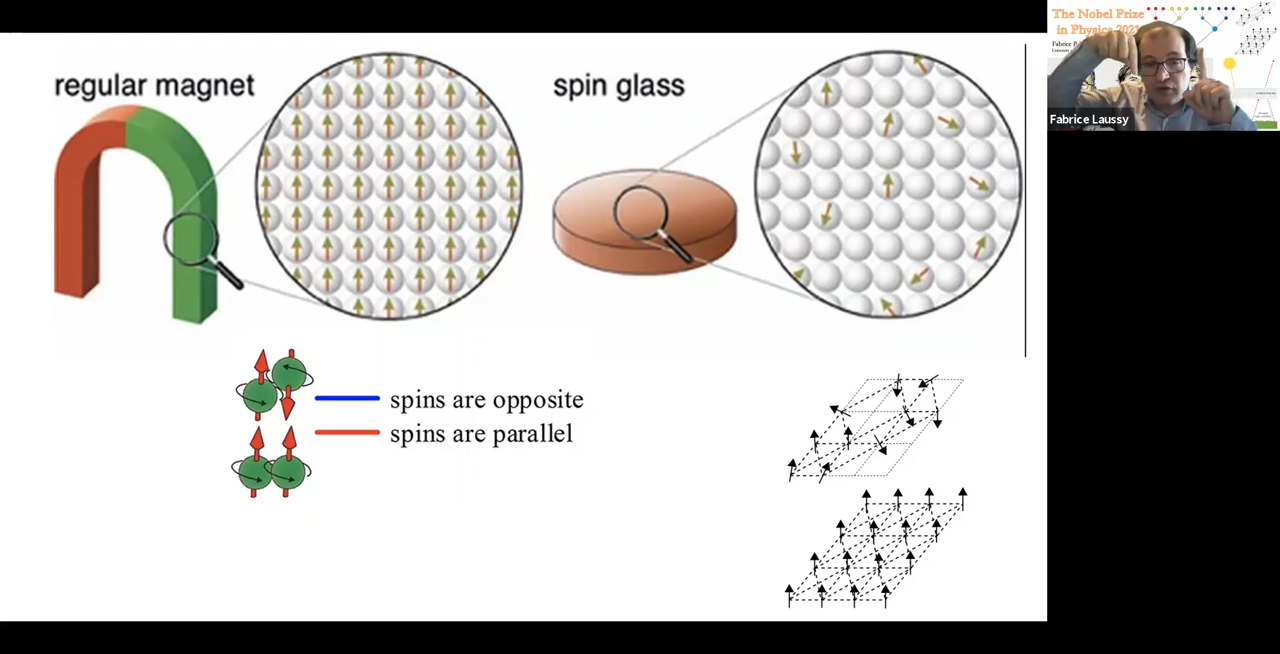 regular magnet
spin glass
spins are opposite
spins are parallel
The Nobel Prize
in Physics 2021
Fabrice Laussy